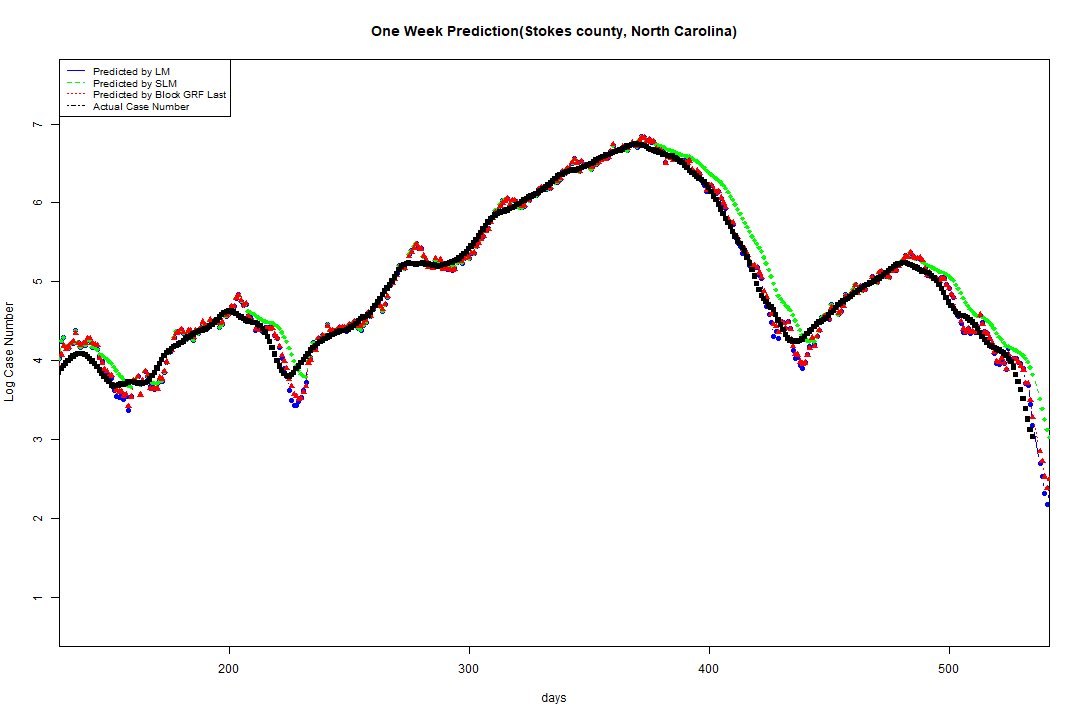 One Week Prediction(Stokes county, North Carolina)
Predicted by LM
Predicted by SLM
Predicted by Block GRF Last
Actual Case Number
7
6
5
4
3
2
1
Log Case Number
200
300
400
500
days